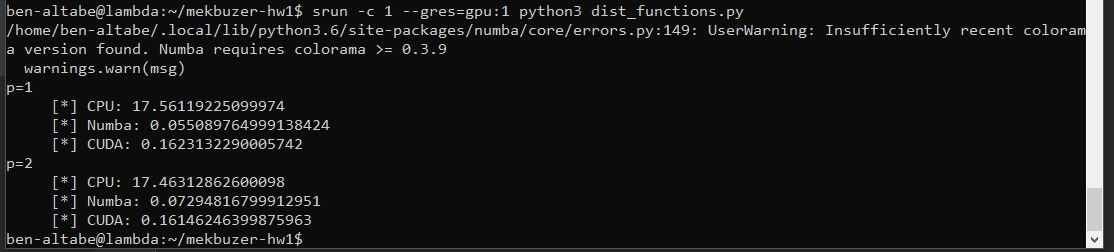 ben-altabe@lambda:~/mekbuzer-hw1$ srun -c 1 --gres=gpu:1 python3 dist_functions.py
/home/ben-altabe/.local/lib/python3.6/site-packages/numba/core/errors.py:149: UserWarning: Insufficiently recent coloram
a version found. Numba requires colorama >= 0.3.9
  warnings.warn(msg)
p=1
     [*] CPU: 17.56119225099974
     [*] Numba: 0.055089764999138424
     [*] CUDA: 0.1623132290005742
p=2
     [*] CPU: 17.46312862600098
     [*] Numba: 0.07294816799912951
     [*] CUDA: 0.16146246399875963
ben-altabe@lambda:~/mekbuzer-hw1$